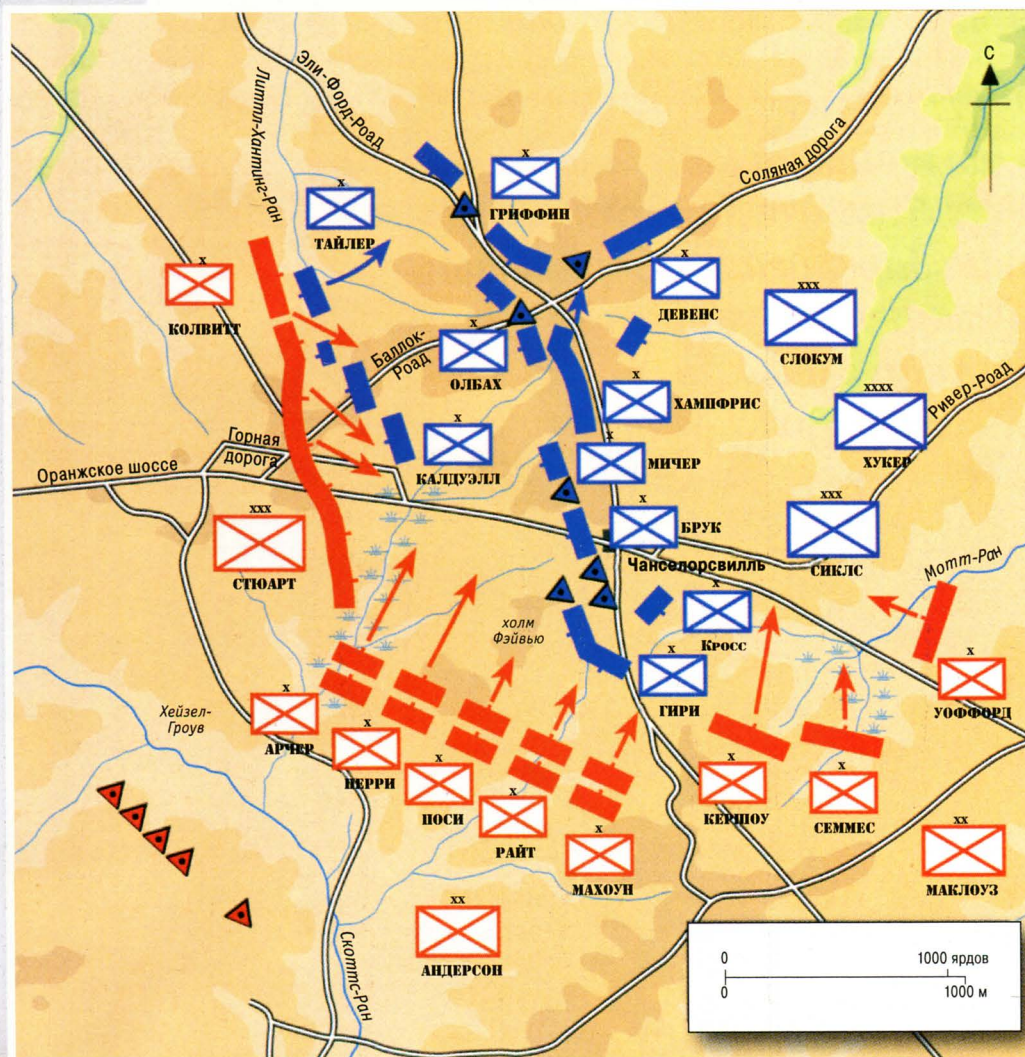 С
Эли-Форд-Роад
Литтл-Хантинг-Ран
Соляная дорога
X
ГРИФФИН
X
ТАЙЛЕР
X
КОЛВИТТ
X
ДЕВЕНС
XXX
СЛОКУМ
Баллок-
Роад
X
ОЛБАХ
X
ХАМПФРИС
XXXX
ХУКЕР
Ривер-Роад
Горная
дорога
X
КАЛДУЭЛЛ
X
МИЧЕР
Оранжское шоссе
XXX
СТЮАРТ
X
БРУК
XXX
СИКЛС
Чанселорсвилль
Мотт-Ран
X
КРОСС
холм
Фэйвью
X
ГИРИ
X
УОФФОРД
Хейзел-
Гроув
X
АРЧЕР
X
ПЕРРИ
X
ПОСИ
X
РАЙТ
X
МАХОУН
X
КЕРШОУ
X
СЕММЕС
XX
МАКЛОУЗ
XX
АНДЕРСОН
Скоттс-Ран
0 1000 ярдов
0 1000 м